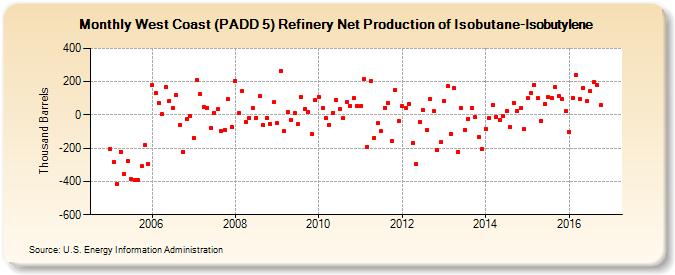 Monthly West Coast (PADD 5) Refinery Net Production of Isobutane-Isobutylene
Thousand Barrels
400
200
0
-200
-400
-600
2006 2008 2010 2012 2014 2016
Source: U.S. Energy Information Administration